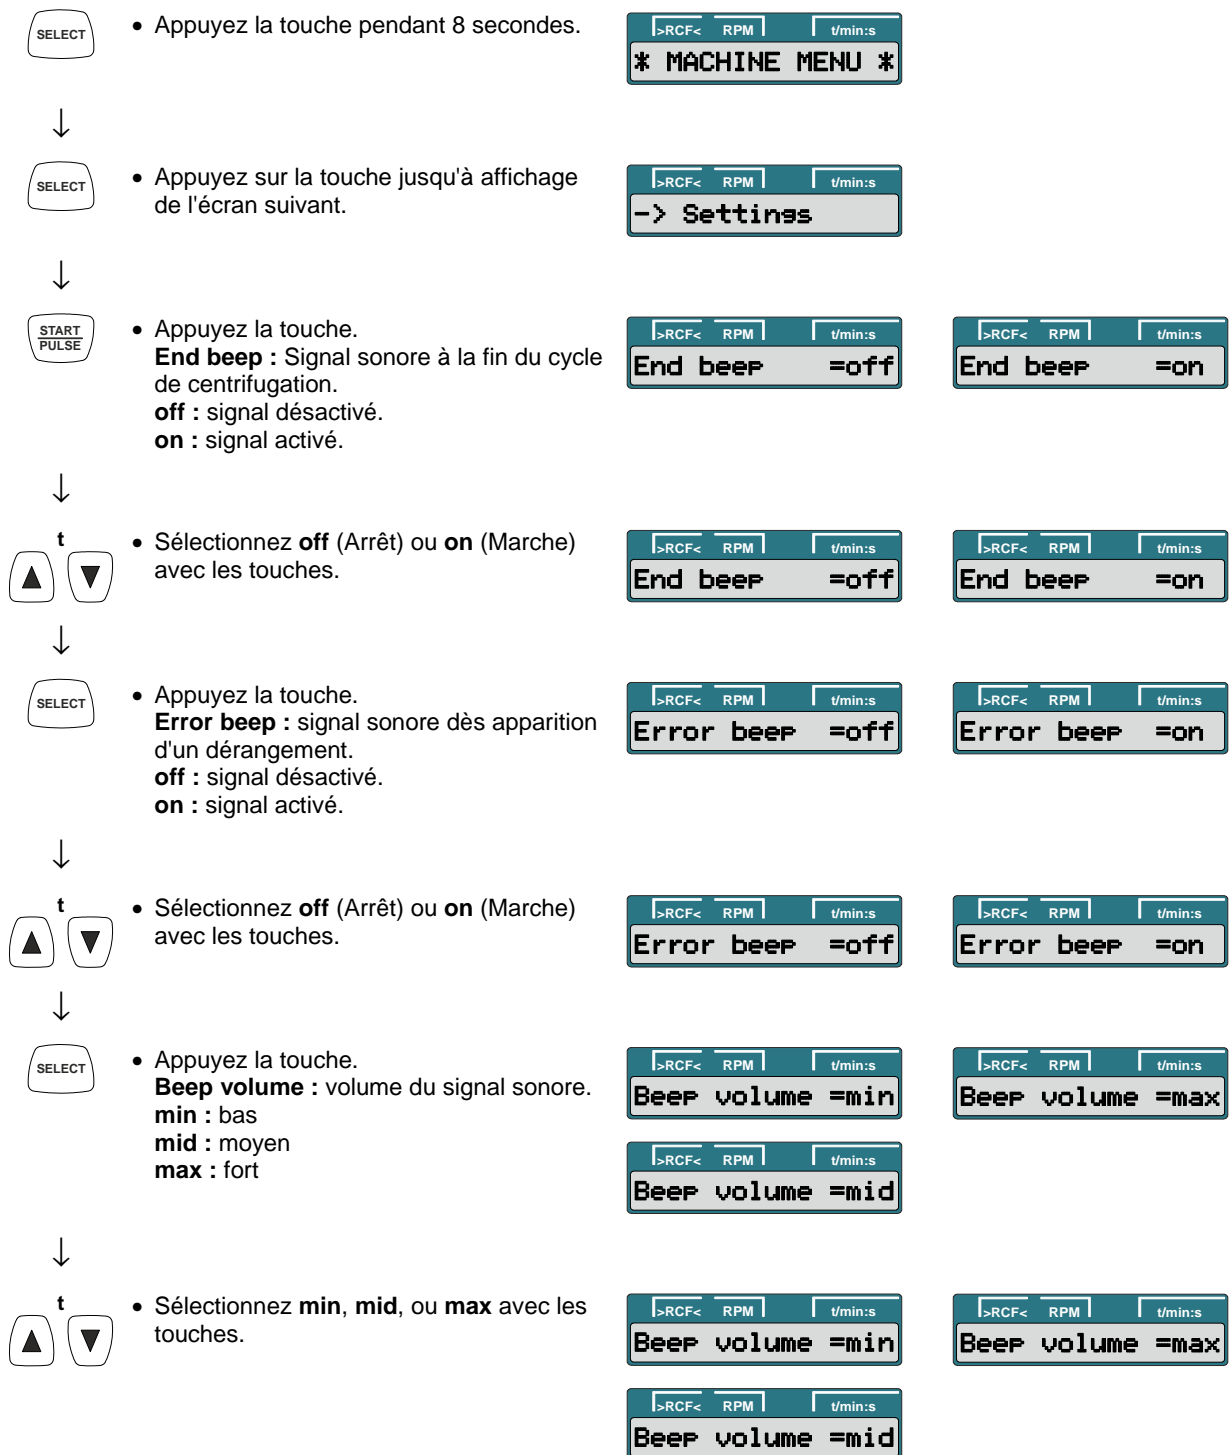 SELECT
• Appuyez la touche pendant 8 secondes.
>RCF< RPM t/min:s
* MACHINE MENU *
↓
SELECT
• Appuyez sur la touche jusqu'à affichage
de l'écran suivant.
>RCF< RPM t/min:s
-> Settings
↓
START
PULSE
• Appuyez la touche.
End beep : Signal sonore à la fin du cycle
de centrifugation.
off : signal désactivé.
on : signal activé.
>RCF< RPM t/min:s
End beep =off
>RCF< RPM t/min:s
End beep =on
↓
t
▲ ▼
• Sélectionnez off (Arrêt) ou on (Marche)
avec les touches.
>RCF< RPM t/min:s
End beep =off
>RCF< RPM t/min:s
End beep =on
↓
SELECT
• Appuyez la touche.
Error beep : signal sonore dès apparition
d'un dérangement.
off : signal désactivé.
on : signal activé.
>RCF< RPM t/min:s
Error beep =off
>RCF< RPM t/min:s
Error beep =on
↓
t
▲ ▼
• Sélectionnez off (Arrêt) ou on (Marche)
avec les touches.
>RCF< RPM t/min:s
Error beep =off
>RCF< RPM t/min:s
Error beep =on
↓
SELECT
• Appuyez la touche.
Beep volume : volume du signal sonore.
min : bas
mid : moyen
max : fort
>RCF< RPM t/min:s
Beep volume =min
>RCF< RPM t/min:s
Beep volume =max
>RCF< RPM t/min:s
Beep volume =mid
↓
t
▲ ▼
• Sélectionnez min, mid, ou max avec les
touches.
>RCF< RPM t/min:s
Beep volume =min
>RCF< RPM t/min:s
Beep volume =max
>RCF< RPM t/min:s
Beep volume =mid